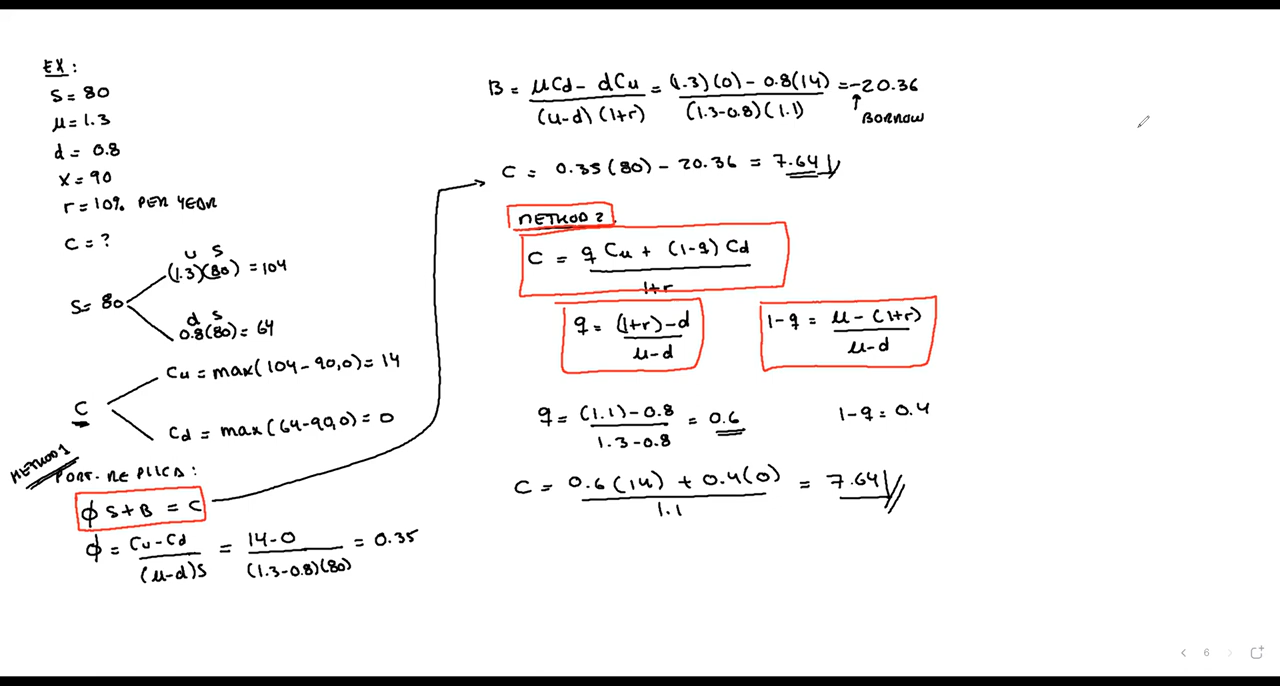 EX:
S = 80
μ = 1.3
d = 0.8
X = 90
r = 10% PER YEAR
C = ?
u S
(1.3)(80) = 104
S = 80
d S
0.8(80) = 64
Cu = max(104 - 90,0) = 14
C
Cd = max(64-90,0) = 0
METHOD 1
PORT. REPLICA:
ϕ S + B = C
ϕ = Cu - Cd / (μ-d)S = 14 - 0 / (1.3-0.8)(80) = 0.35
B = μCd - dCu / (u-d)(1+r) = (1.3)(0) - 0.8(14) / (1.3-0.8)(1.1) = -20.36
↑
BORROW
C = 0.35(80) - 20.36 = 7.64
METHOD 2
C = q Cu + (1-q) Cd / 1+r
q = (1+r) - d / μ-d
1-q = μ - (1+r) / μ-d
q = (1.1) - 0.8 / 1.3 - 0.8 = 0.6
1-q = 0.4
C = 0.6(14) + 0.4(0) / 1.1 = 7.64
6